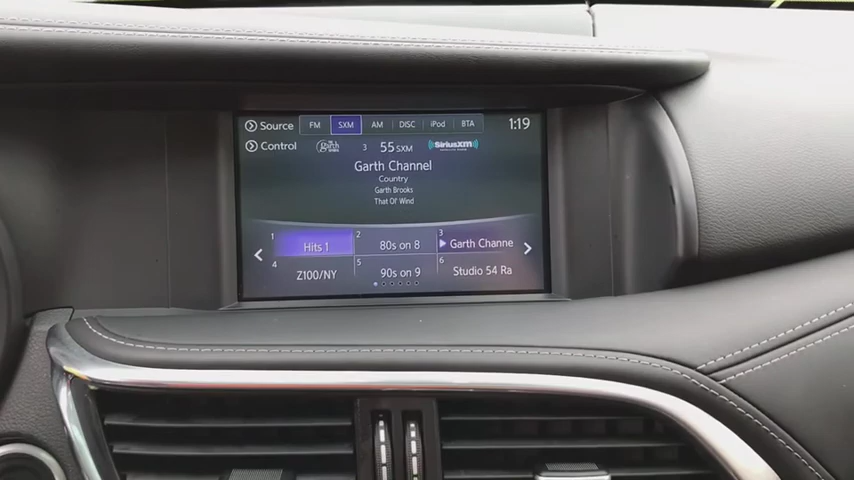 Source FM SXM AM DISC iPod BTA 1:19
Control garth 3 55 SXM SiriusXM
Garth Channel
Country
Garth Brooks
That Ol' Wind
1 Hits 1 2 80s on 8 3 Garth Channe
4 Z100/NY 5 90s on 9 6 Studio 54 Ra